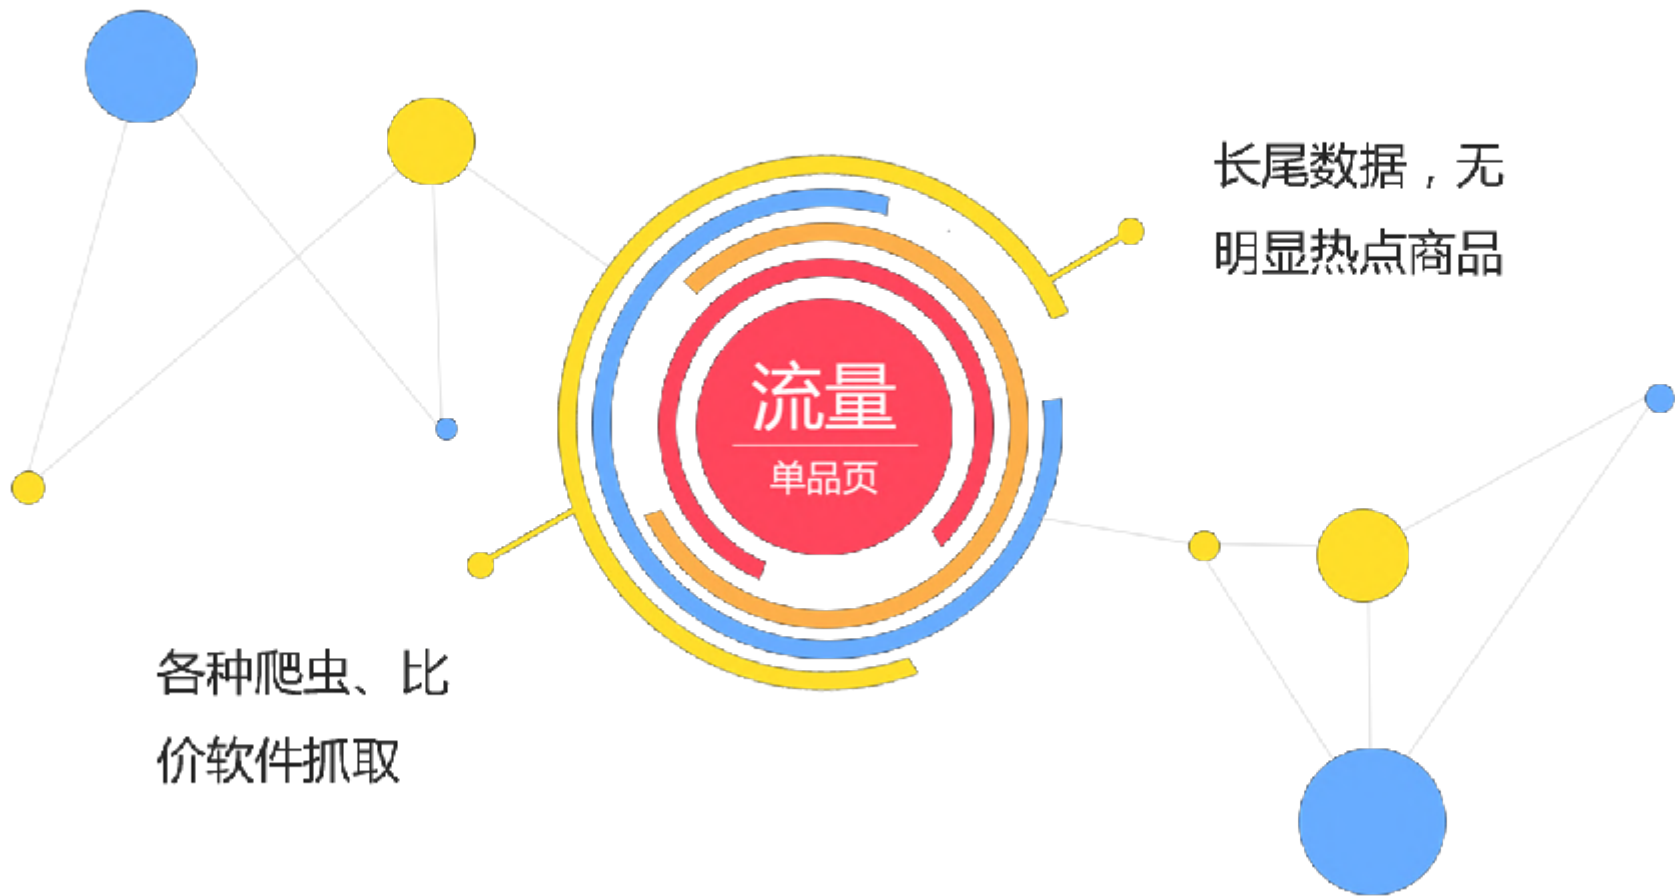 长尾数据，无
明显热点商品
流量
单品页
各种爬虫、比
价软件抓取